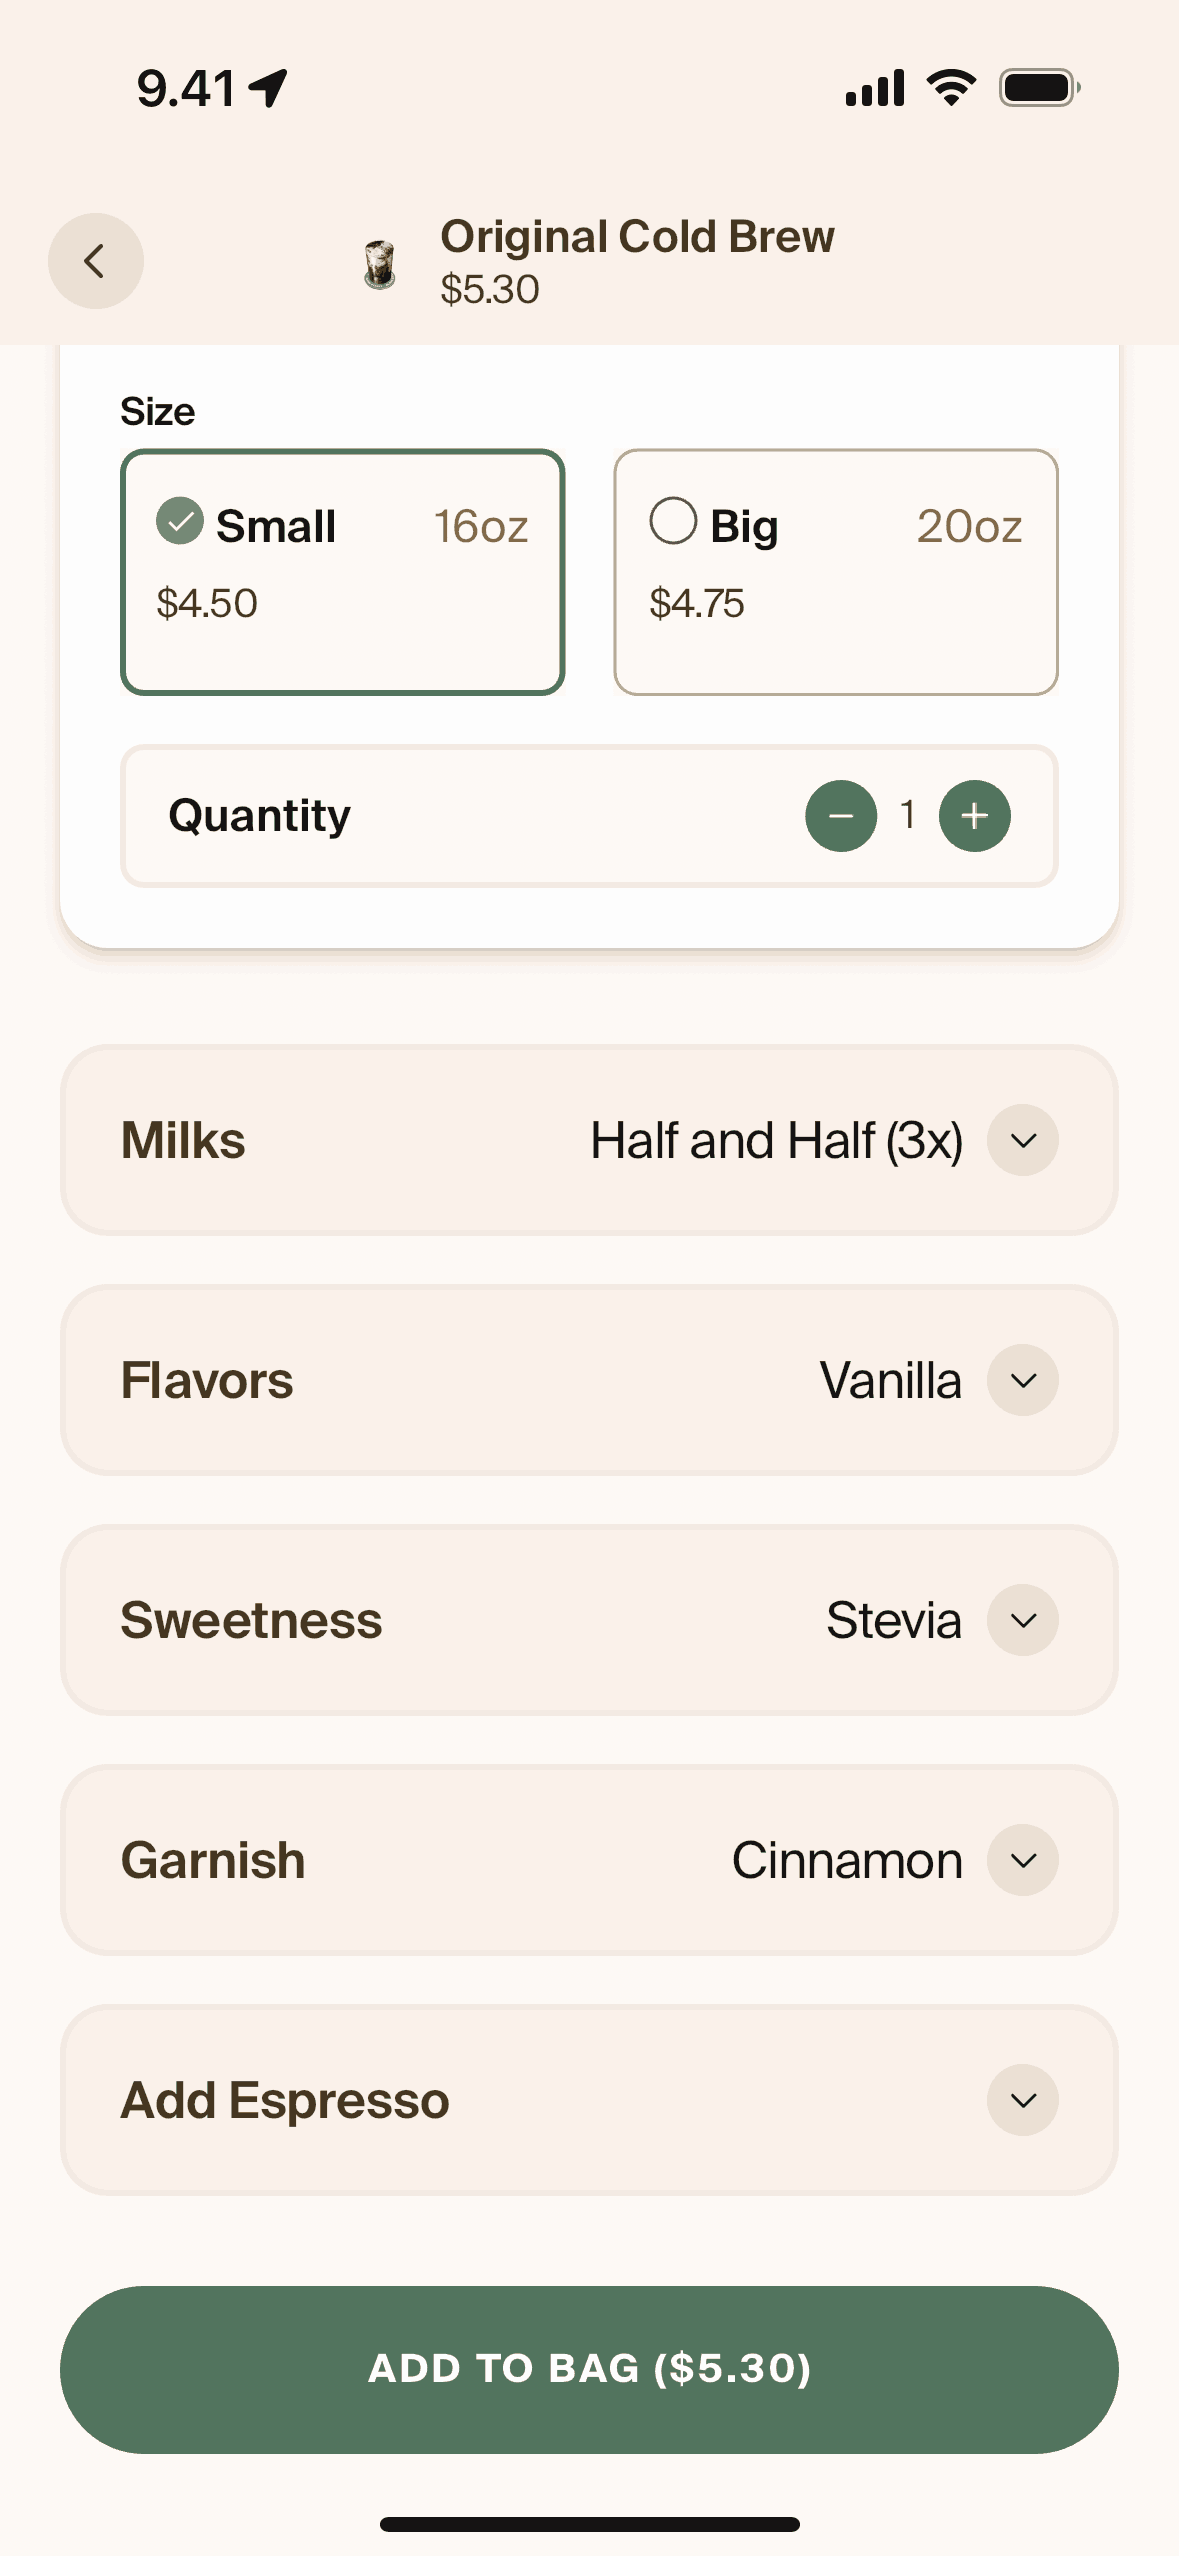 9.41
Original Cold Brew
$5.30
Size
Small 16oz
$4.50
Big 20oz
$4.75
Quantity 1
Milks Half and Half (3x)
Flavors Vanilla
Sweetness Stevia
Garnish Cinnamon
Add Espresso
ADD TO BAG ($5.30)